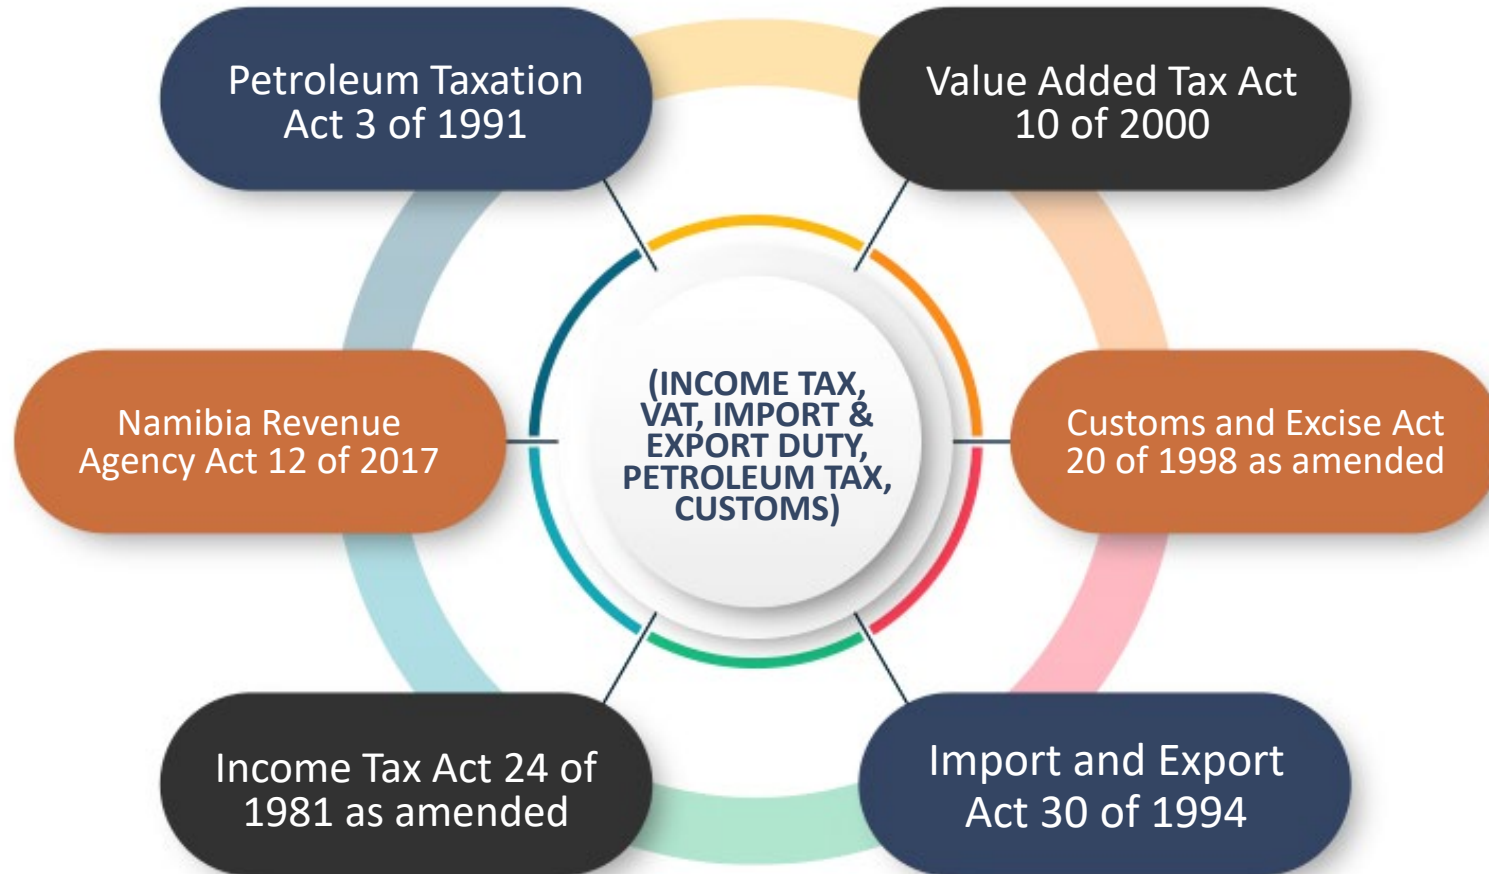 Petroleum Taxation
Act 3 of 1991
Value Added Tax Act
10 of 2000
Namibia Revenue
Agency Act 12 of 2017
(INCOME TAX,
VAT, IMPORT &
EXPORT DUTY,
PETROLEUM TAX,
CUSTOMS)
Customs and Excise Act
20 of 1998 as amended
Income Tax Act 24 of
1981 as amended
Import and Export
Act 30 of 1994